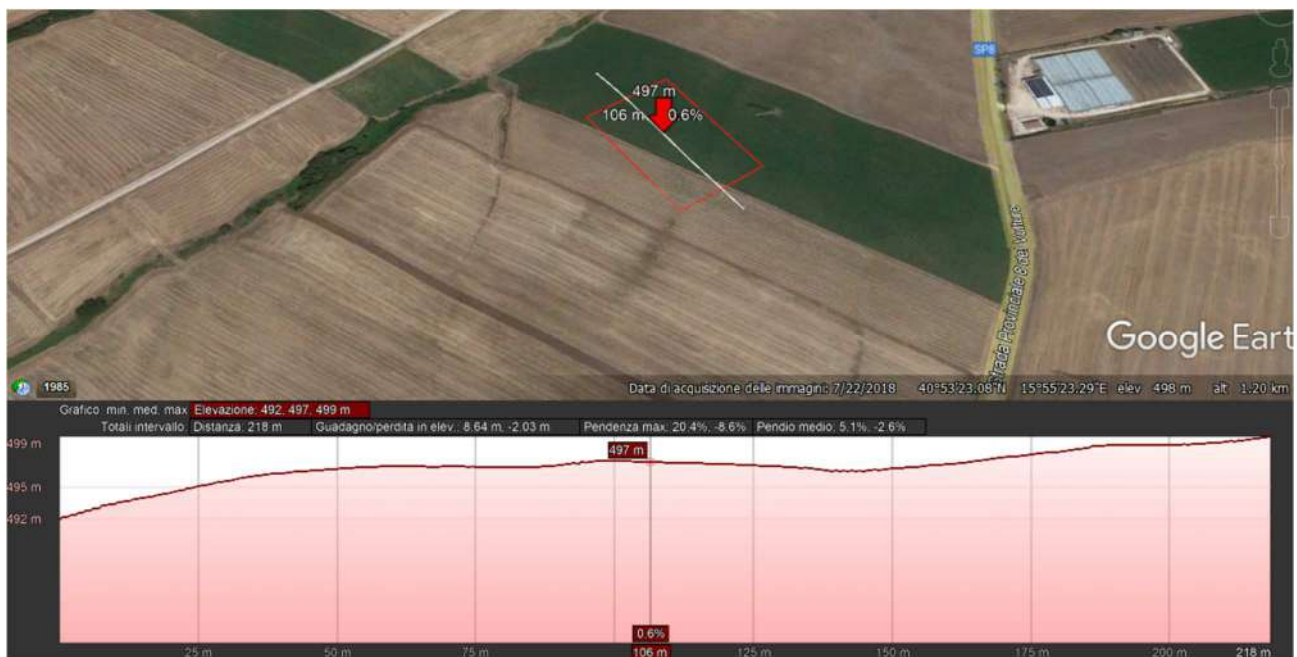 SP8
497 m
106 m 0.6%
Strada Provinciale 8 del Vulture
Google Eart
1985
Data di acquisizione delle immagini: 7/22/2018 40°53'23.08"N 15°55'23.29"E elev 498 m alt 1.20 km
Grafico: min, med, max Elevazione: 492, 497, 499 m
Totali intervallo: Distanza: 218 m Guadagno/perdita in elev.: 8.64 m, -2.03 m Pendenza max: 20.4%, -8.6% Pendio medio: 5.1%, -2.6%
499 m
497 m
495 m
492 m
0.6%
25 m 50 m 75 m 106 m 125 m 150 m 175 m 200 m 218 m